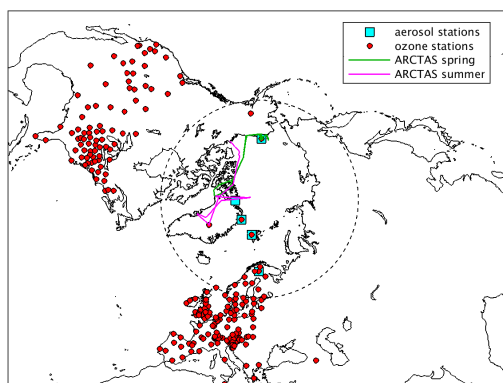 aerosol stations
ozone stations
ARCTAS spring
ARCTAS summer